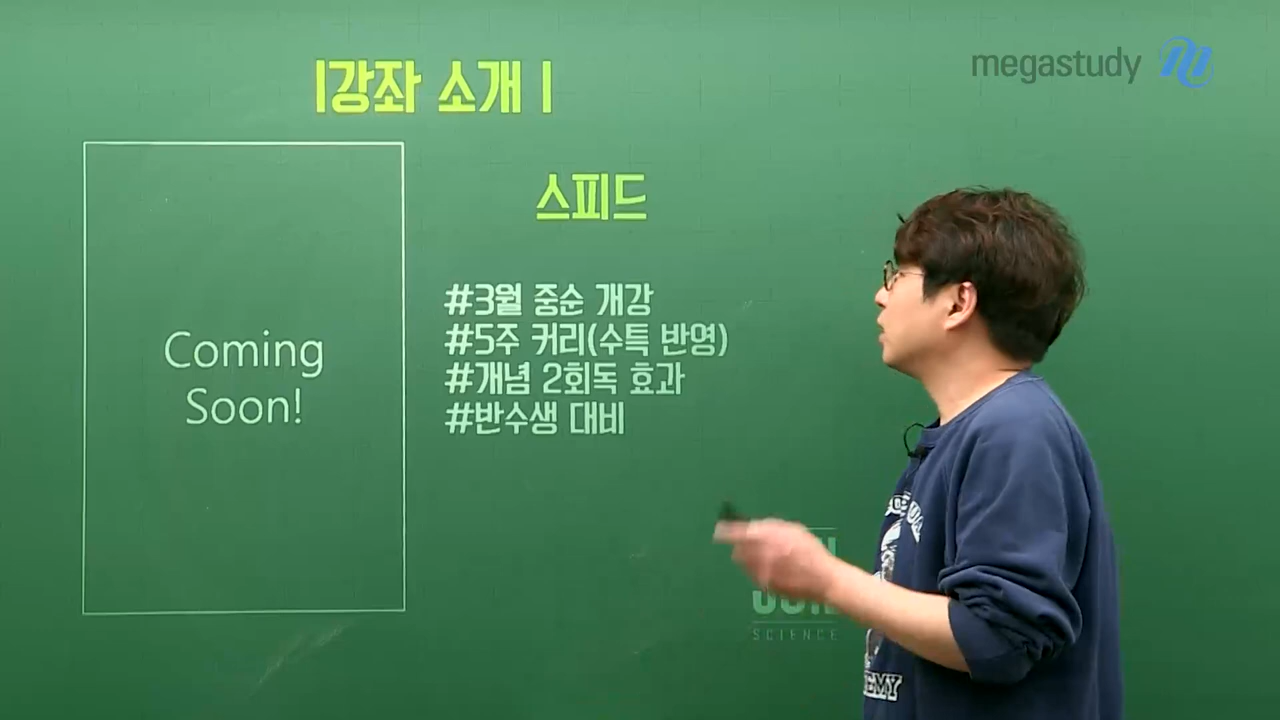 megastudy
|강좌 소개 |
스피드
#3월 중순 개강
#5주 커리(수특 반영)
#개념 2회독 효과
#반수생 대비
Coming
Soon!
SCIENCE